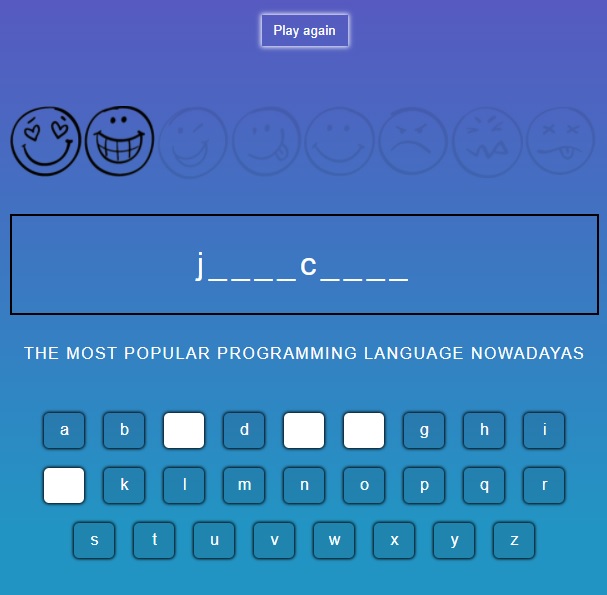 Play again
j____c____
THE MOST POPULAR PROGRAMMING LANGUAGE NOWADAYAS
a b d g h i
k l m n o p q r
s t u v w x y z